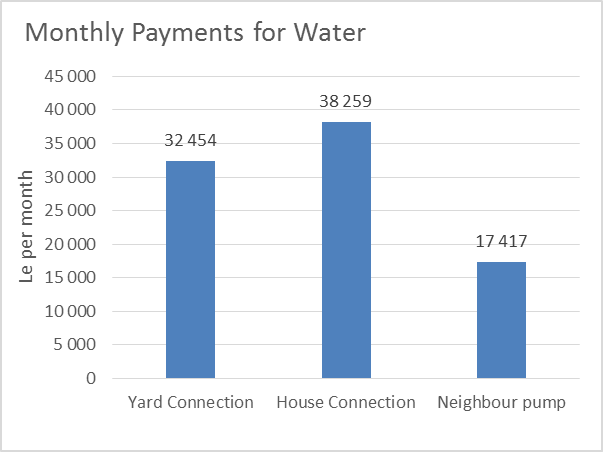 Monthly Payments for Water
Le per month
45 000
40 000
35 000
30 000
25 000
20 000
15 000
10 000
5 000
0
32 454
38 259
17 417
Yard Connection
House Connection
Neighbour pump